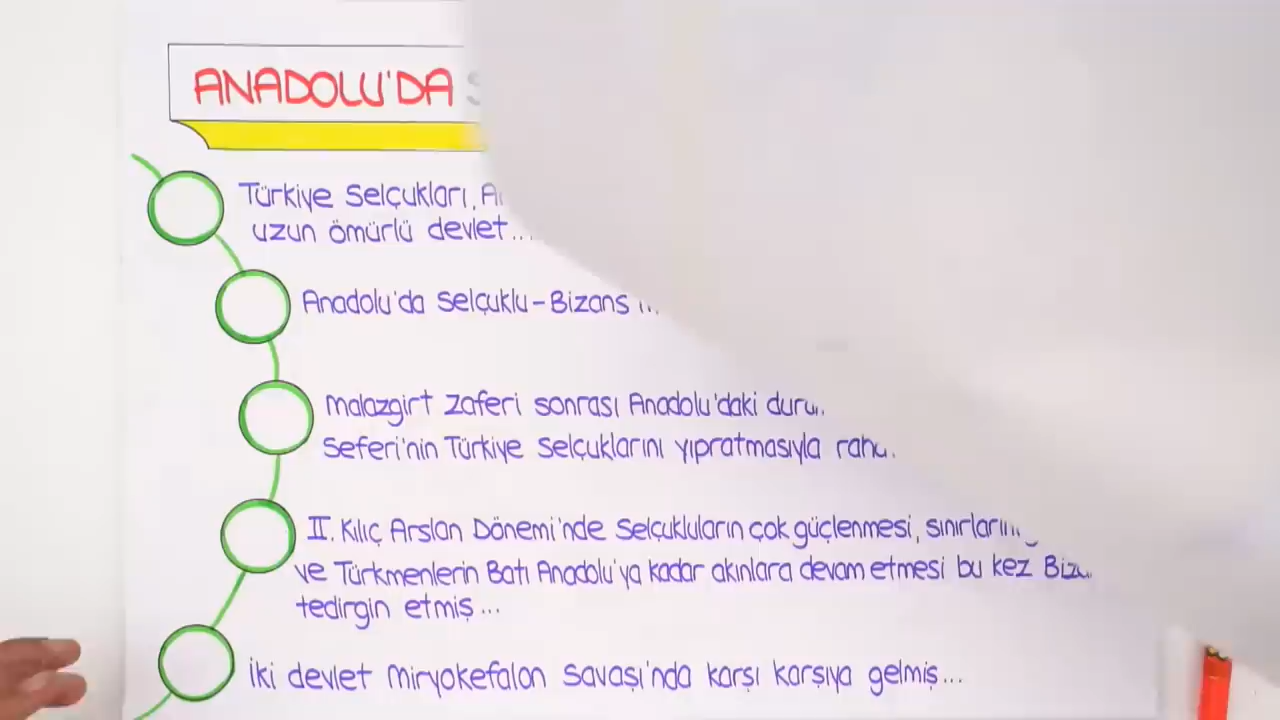 ANADOLU'DA
Türkiye Selçukları,
uzun ömürlü devlet...
Anadolu'da Selçuklu-Bizans
Malazgirt Zaferi sonrası Anadolu'daki
Seferi'nin Türkiye Selçuklarını yıpratmasıyla
II. Kılıç Arslan Dönemi'nde Selçukluların çok güçlenmesi,
ve Türkmenlerin Batı Anadolu'ya kadar akınlara devam etmesi bu kez
tedirgin etmiş...
İki devlet Miryokefalon Savaşı'nda karşı karşıya gelmiş...